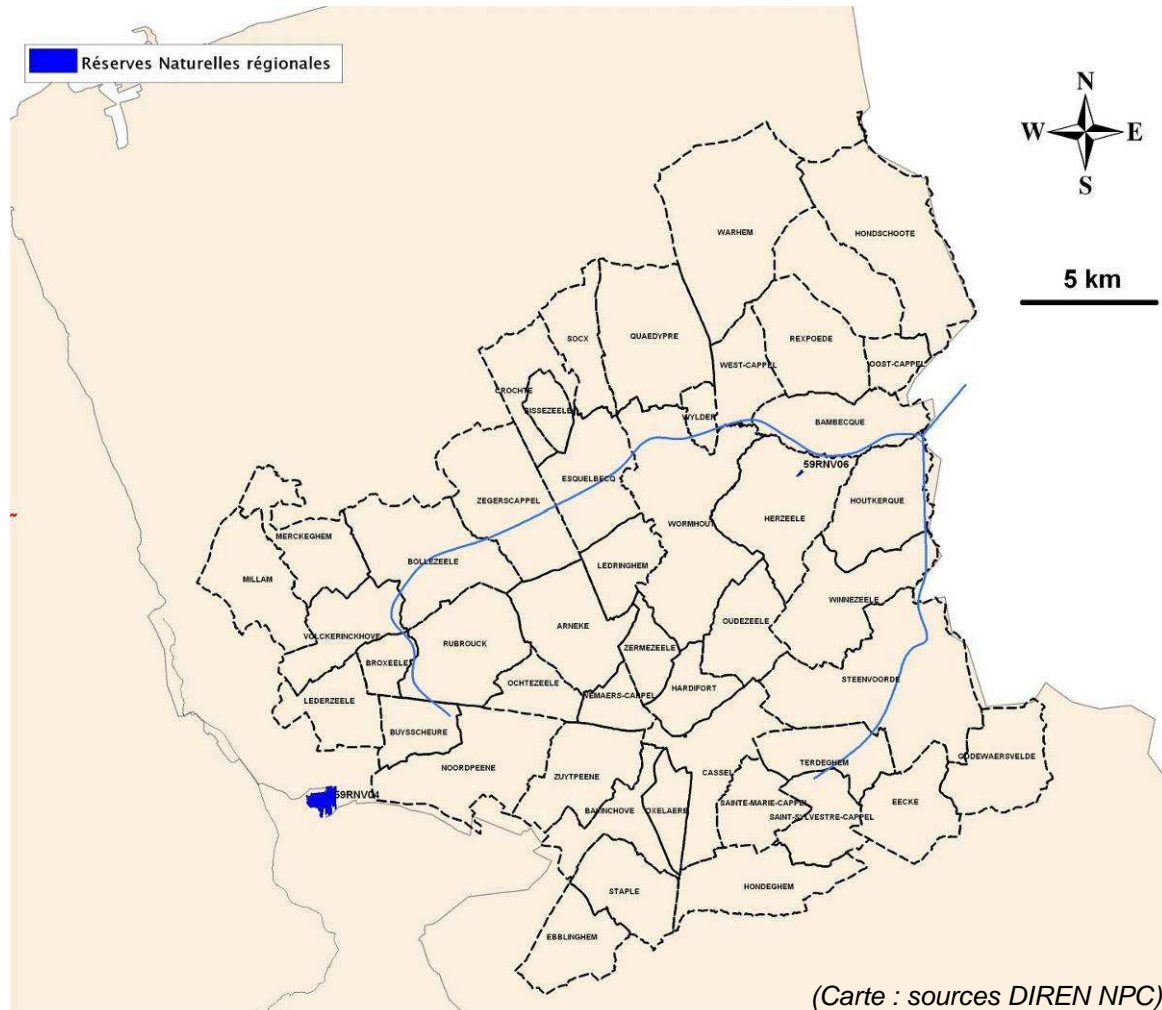 Réserves Naturelles régionales
N
W E
S
5 km
WARHEM
HONDSCHOOTE
SOCX
QUAEDYPRE
REXPOEDE
WEST-CAPPEL
OOST-CAPPEL
CROCHTE
BISSEZEELE
WYLDER
BAMBECQUE
59RNV06
ESQUELBECQ
ZEGERSCAPPEL
HOUTKERQUE
WORMHOUT
HERZEELE
MERCKEGHEM
BOLLEZEELE
LEDRINGHEM
MILLAM
WINNEZEELE
OUDEZEELE
ARNEKE
VOLCKERINCKHOVE
RUBROUCK
ZERMEZEELE
BROXEELE
STEENVOORDE
OCHTEZEELE
HARDIFORT
WEMAERS-CAPPEL
LEDERZEELE
BUYSSCHEURE
GODEWAERSVELDE
NOORDPEENE
TERDEGHEM
CASSEL
ZUYTPEENE
59RNV04
EECKE
SAINTE-MARIE-CAPPEL
BAVINCHOVE
OXELAERE
SAINT-SYLVESTRE-CAPPEL
HONDEGHEM
STAPLE
EBBLINGHEM
(Carte : sources DIREN NPC)